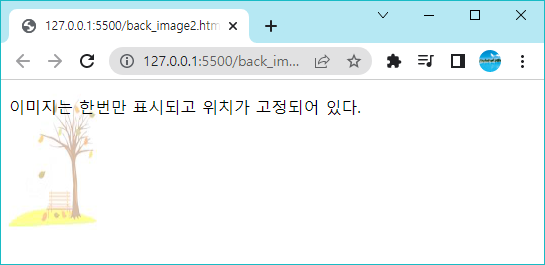 127.0.0.1:5500/back_image2.htm
127.0.0.1:5500/back_im...
이미지는 한번만 표시되고 위치가 고정되어 있다.